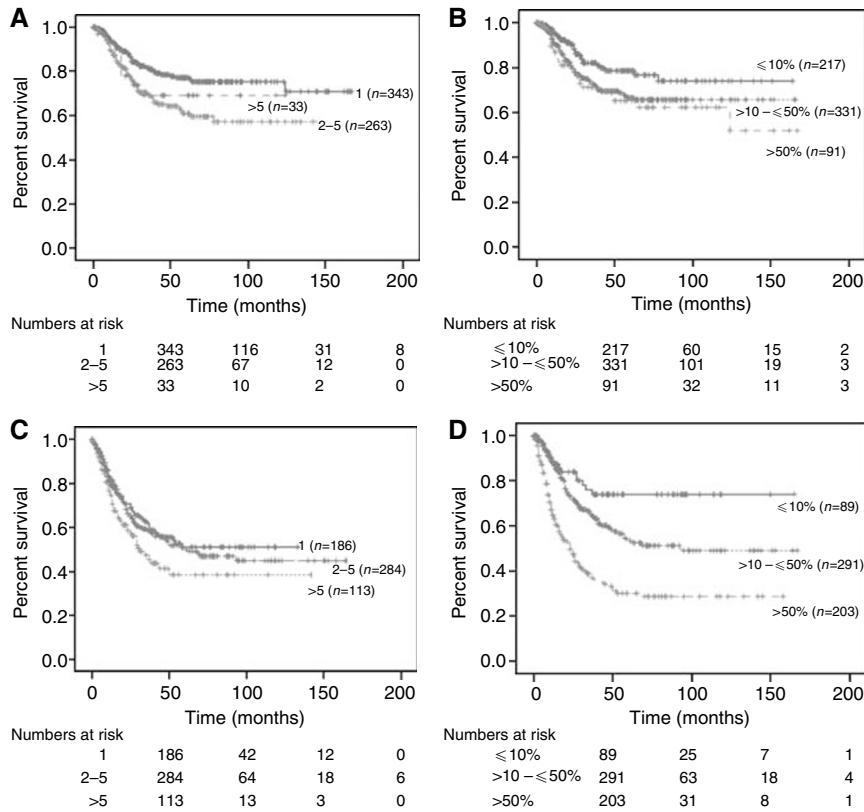 A
1.0
0.8
0.6
0.4
0.2
0.0
Percent survival
1 (n=343)
>5 (n=33)
2–5 (n=263)
0 50 100 150 200
Time (months)
Numbers at risk
1 343 116 31 8
2–5 263 67 12 0
>5 33 10 2 0
B
1.0
0.8
0.6
0.4
0.2
0.0
Percent survival
⩽10% (n=217)
>10 – ⩽50% (n=331)
>50% (n=91)
0 50 100 150 200
Time (months)
Numbers at risk
⩽10% 217 60 15 2
>10 – ⩽50% 331 101 19 3
>50% 91 32 11 3
C
1.0
0.8
0.6
0.4
0.2
0.0
Percent survival
1 (n=186)
2–5 (n=284)
>5 (n=113)
0 50 100 150 200
Time (months)
Numbers at risk
1 186 42 12 0
2–5 284 64 18 6
>5 113 13 3 0
D
1.0
0.8
0.6
0.4
0.2
0.0
Percent survival
⩽10% (n=89)
>10 – ⩽50% (n=291)
>50% (n=203)
0 50 100 150 200
Time (months)
Numbers at risk
⩽10% 89 25 7 1
>10 – ⩽50% 291 63 18 4
>50% 203 31 8 1